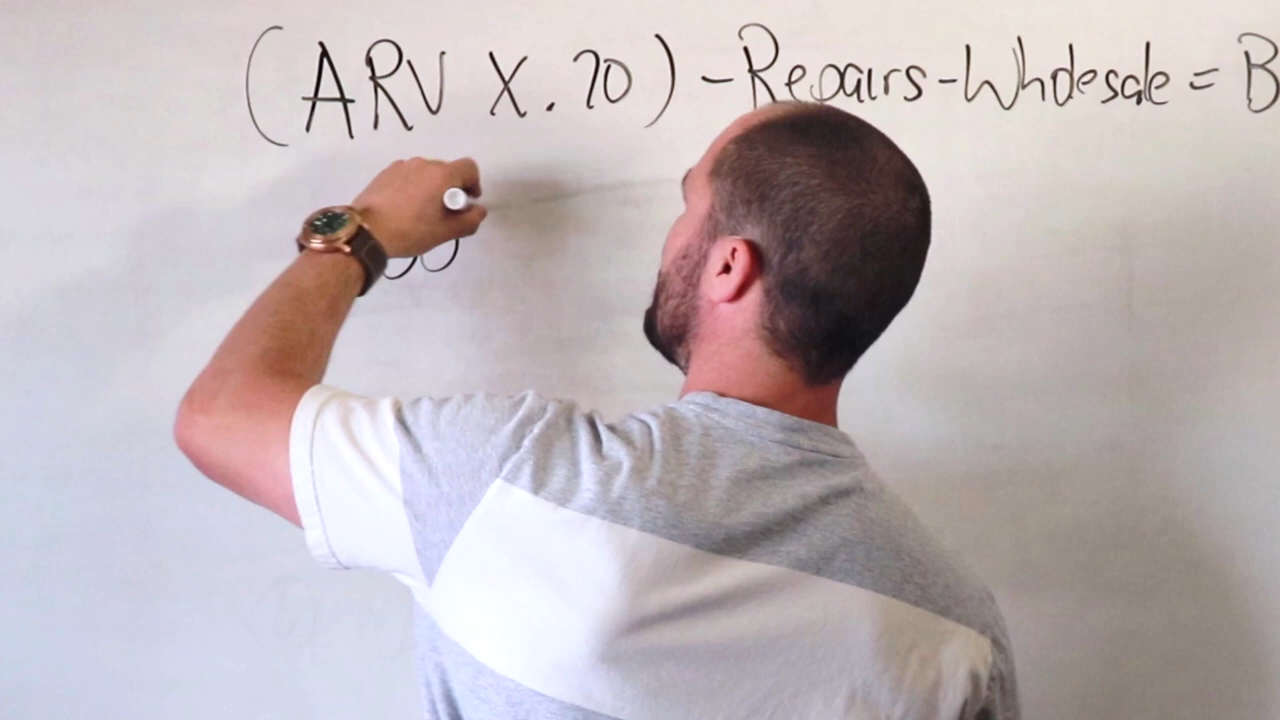 (ARV X .70) - Repairs - Wholesale = B